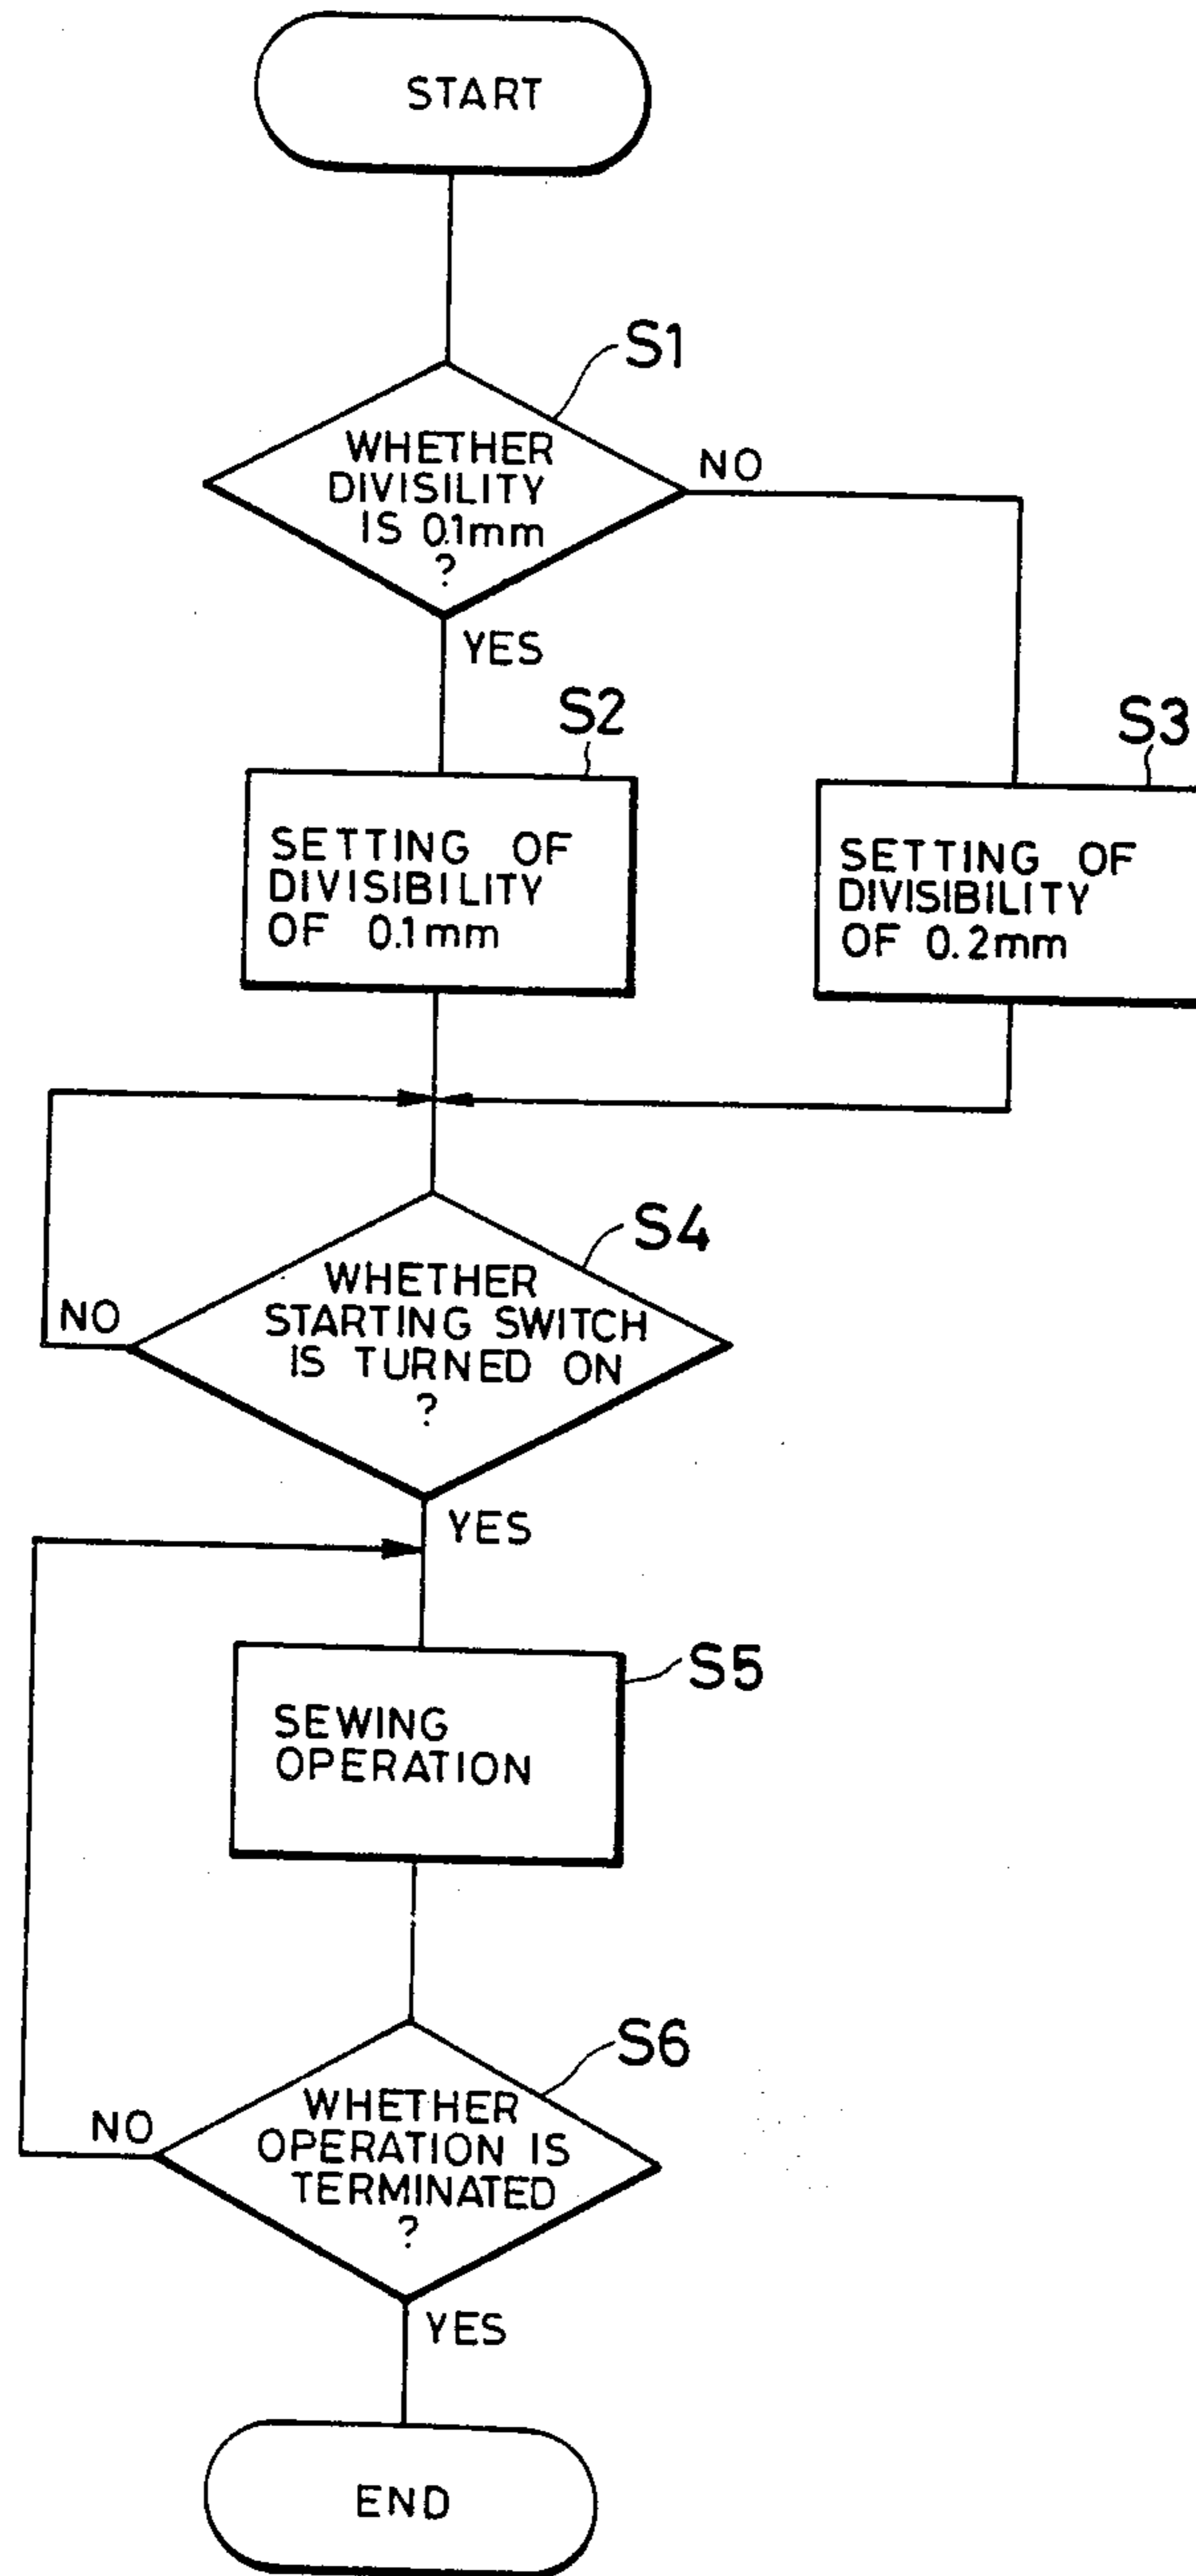 START
S1
WHETHER
DIVISILITY
IS 0.1mm
?
NO
YES
S2
SETTING OF
DIVISIBILITY
OF 0.1mm
S3
SETTING OF
DIVISIBILITY
OF 0.2mm
S4
WHETHER
STARTING SWITCH
IS TURNED ON
?
NO
YES
S5
SEWING
OPERATION
S6
WHETHER
OPERATION IS
TERMINATED
?
NO
YES
END